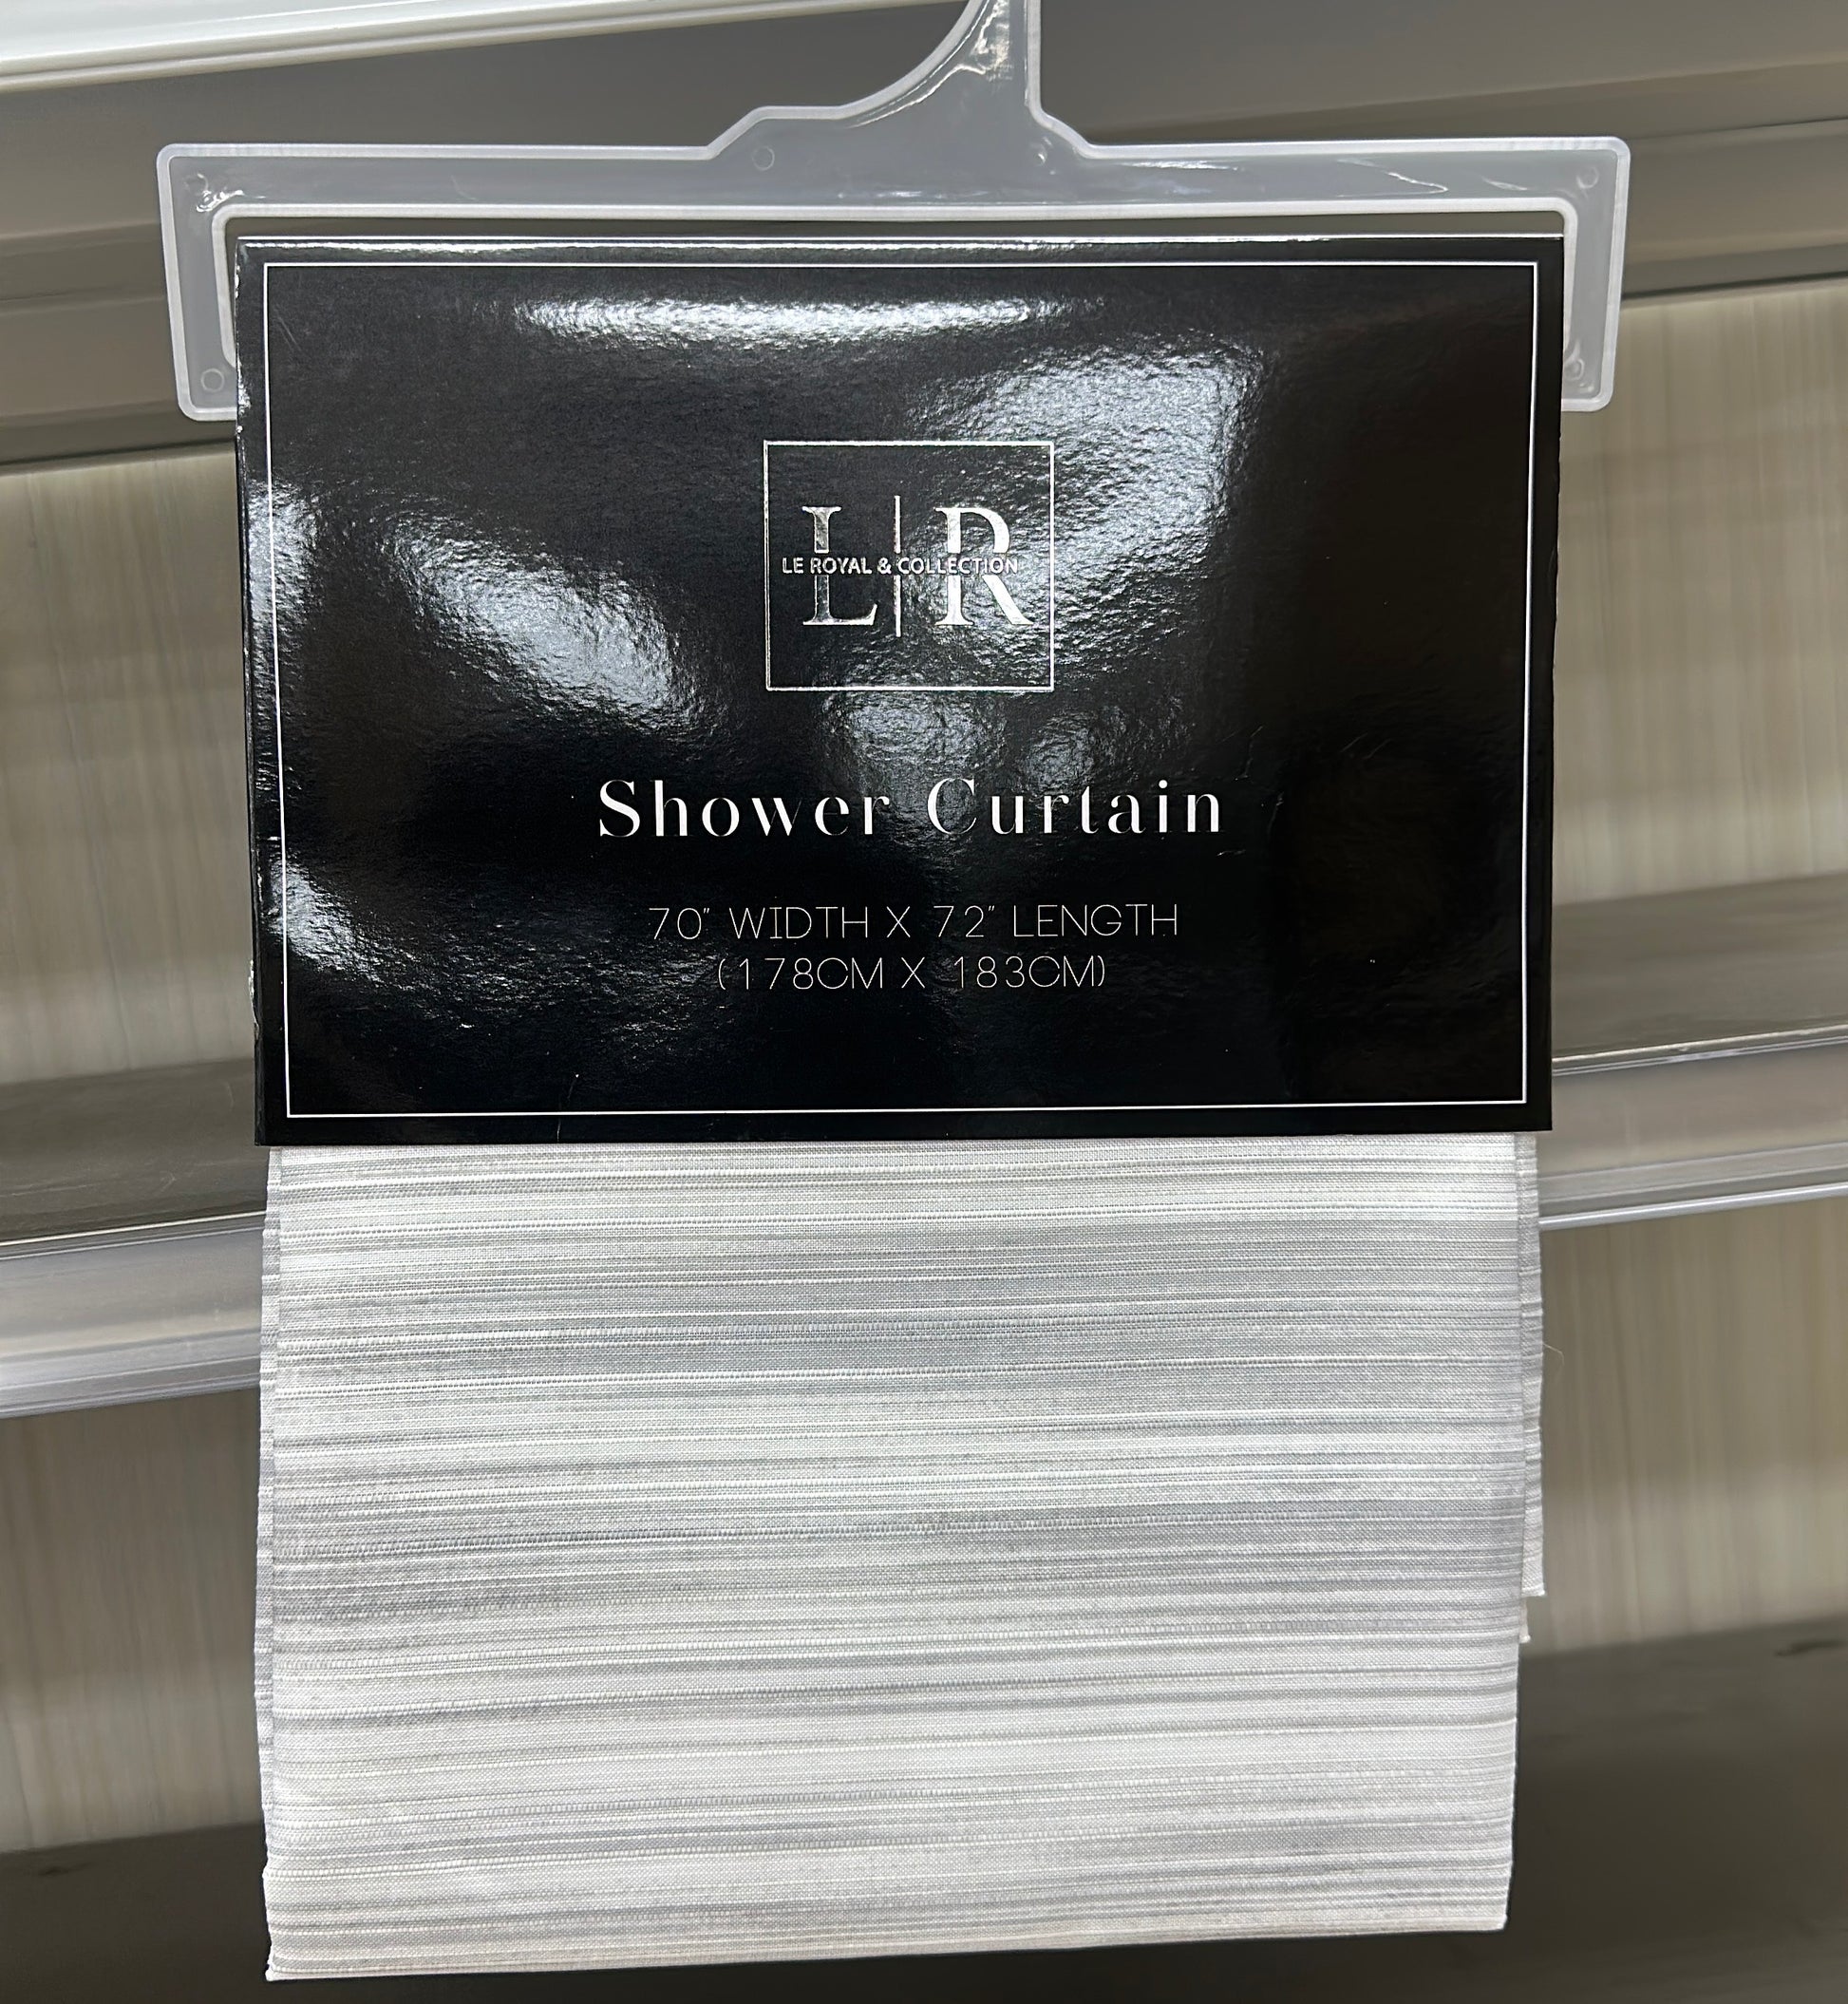 L|R
LE ROYAL & COLLECTION
Shower Curtain
70" WIDTH X 72" LENGTH
(178CM X 183CM)